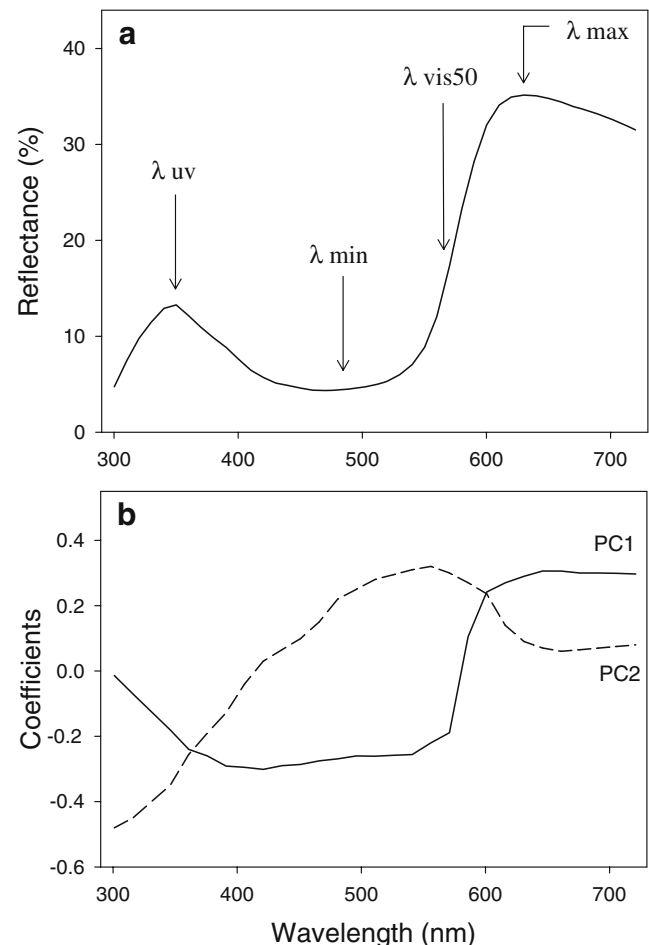 a
λ max
λ vis50
λ uv
λ min
Reflectance (%)
40
30
20
10
0
300 400 500 600 700
b
PC1
PC2
Coefficients
0.4
0.2
0.0
-0.2
-0.4
-0.6
300 400 500 600 700
Wavelength (nm)